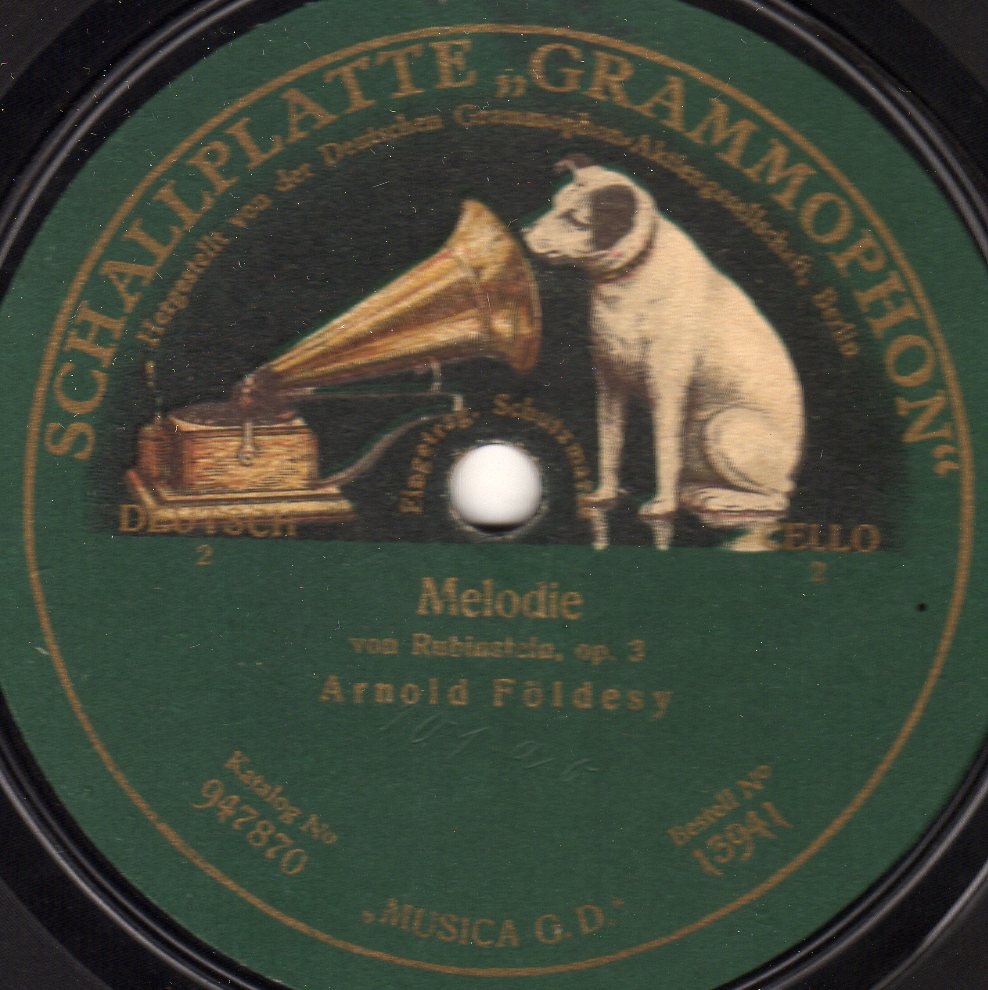 SCHALLPLATTE „GRAMMOPHON“
Hergestellt von der Deutschen Grammophon-Aktiengesellschaft, Berlin
Eingetrag. Schutzmarke
DEUTSCH
2
CELLO
2
Melodie
von Rubinstein, op. 3
Arnold Földesy
Katalog No
947870
Bestell No
13941
„MUSICA G. D.“